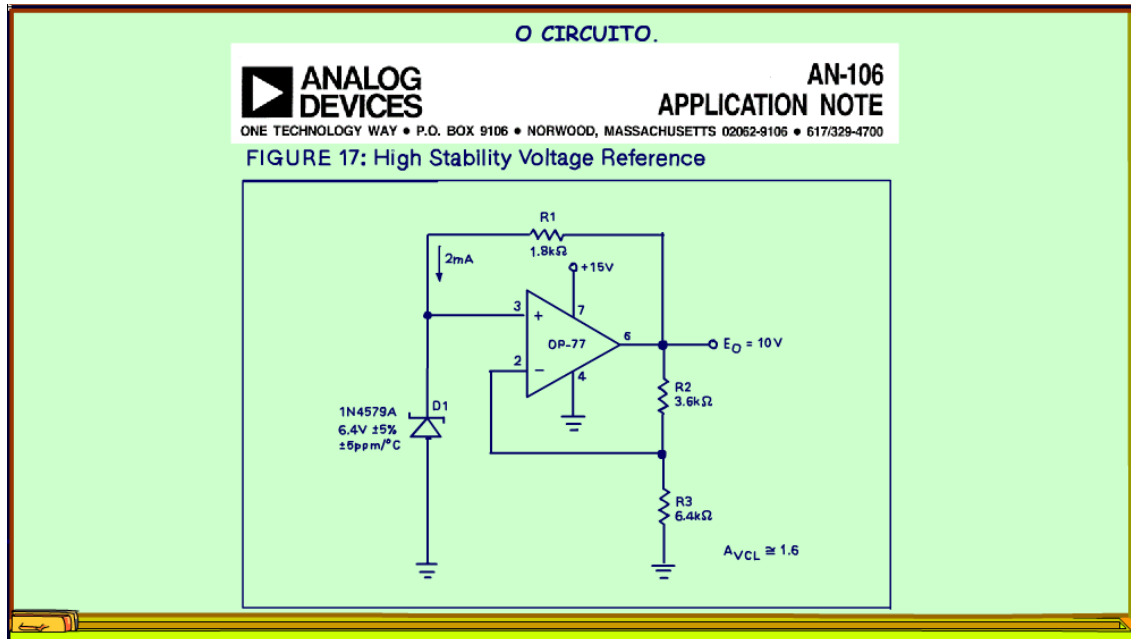 O CIRCUITO.
ANALOG
DEVICES
AN-106
APPLICATION NOTE
ONE TECHNOLOGY WAY • P.O. BOX 9106 • NORWOOD, MASSACHUSETTS 02062-9106 • 617/329-4700
FIGURE 17: High Stability Voltage Reference
R1
1.8kΩ
2mA
+15V
3
+
7
OP-77
6
E_O = 10V
2
−
4
R2
3.6kΩ
1N4579A
D1
6.4V ±5%
±5ppm/°C
R3
6.4kΩ
A_VCL ≅ 1.6